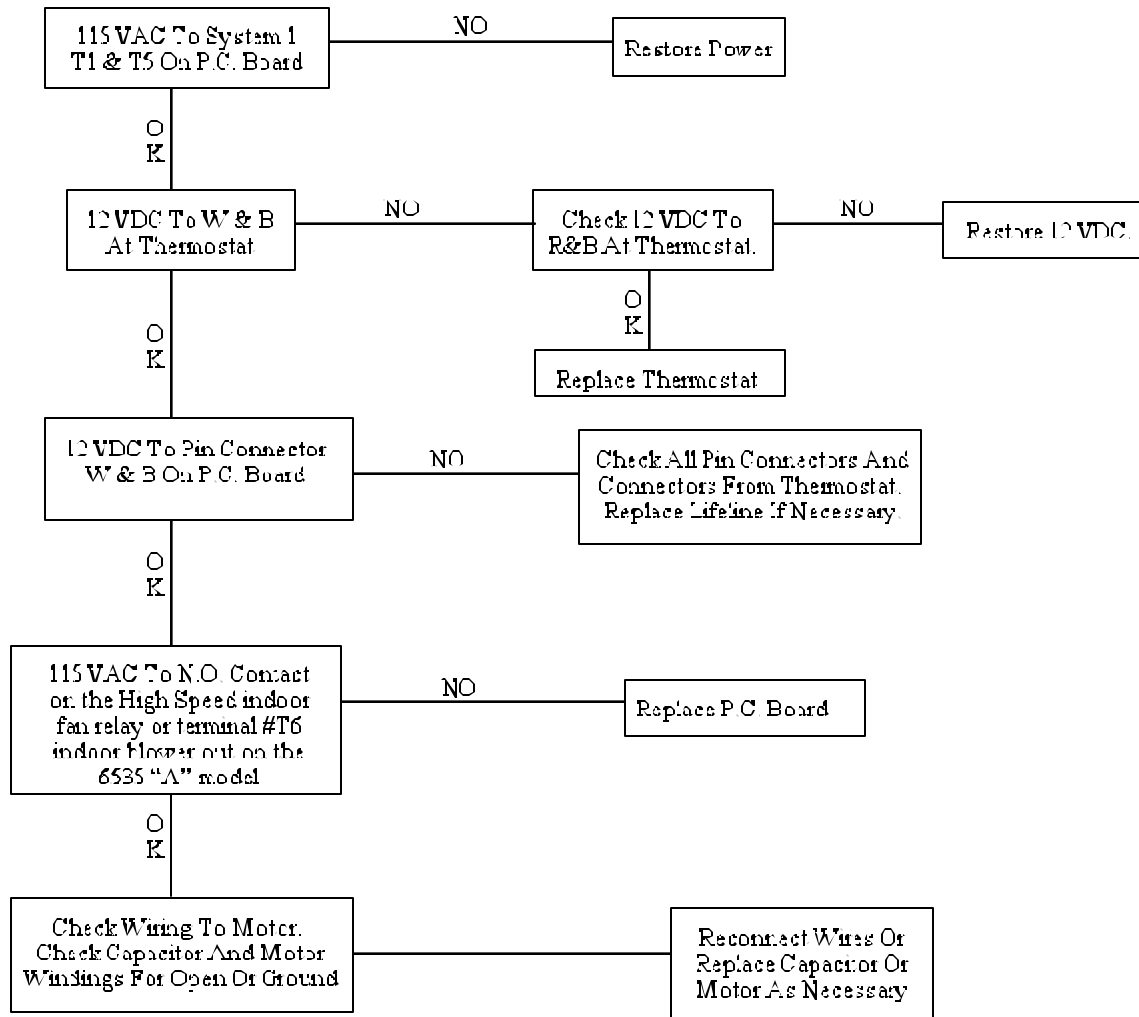 115 VAC To System 1
T1 & T5 On P.C. Board
NO
Restore Power
O
K
12 VDC To W & B
At Thermostat
NO
Check 12 VDC To
R&B At Thermostat.
NO
Restore 12 VDC.
O
K
Replace Thermostat
O
K
12 VDC To Pin Connector
W & B On P.C. Board
NO
Check All Pin Connectors And
Connectors From Thermostat.
Replace Lifeline If Necessary.
O
K
115 VAC To N.O. Contact
on the High Speed indoor
fan relay or terminal #T6
indoor blower out on the
6535 “A” model
NO
Replace P.C. Board
O
K
Check Wiring To Motor.
Check Capacitor And Motor
Windings For Open Or Ground
Reconnect Wires Or
Replace Capacitor Or
Motor As Necessary